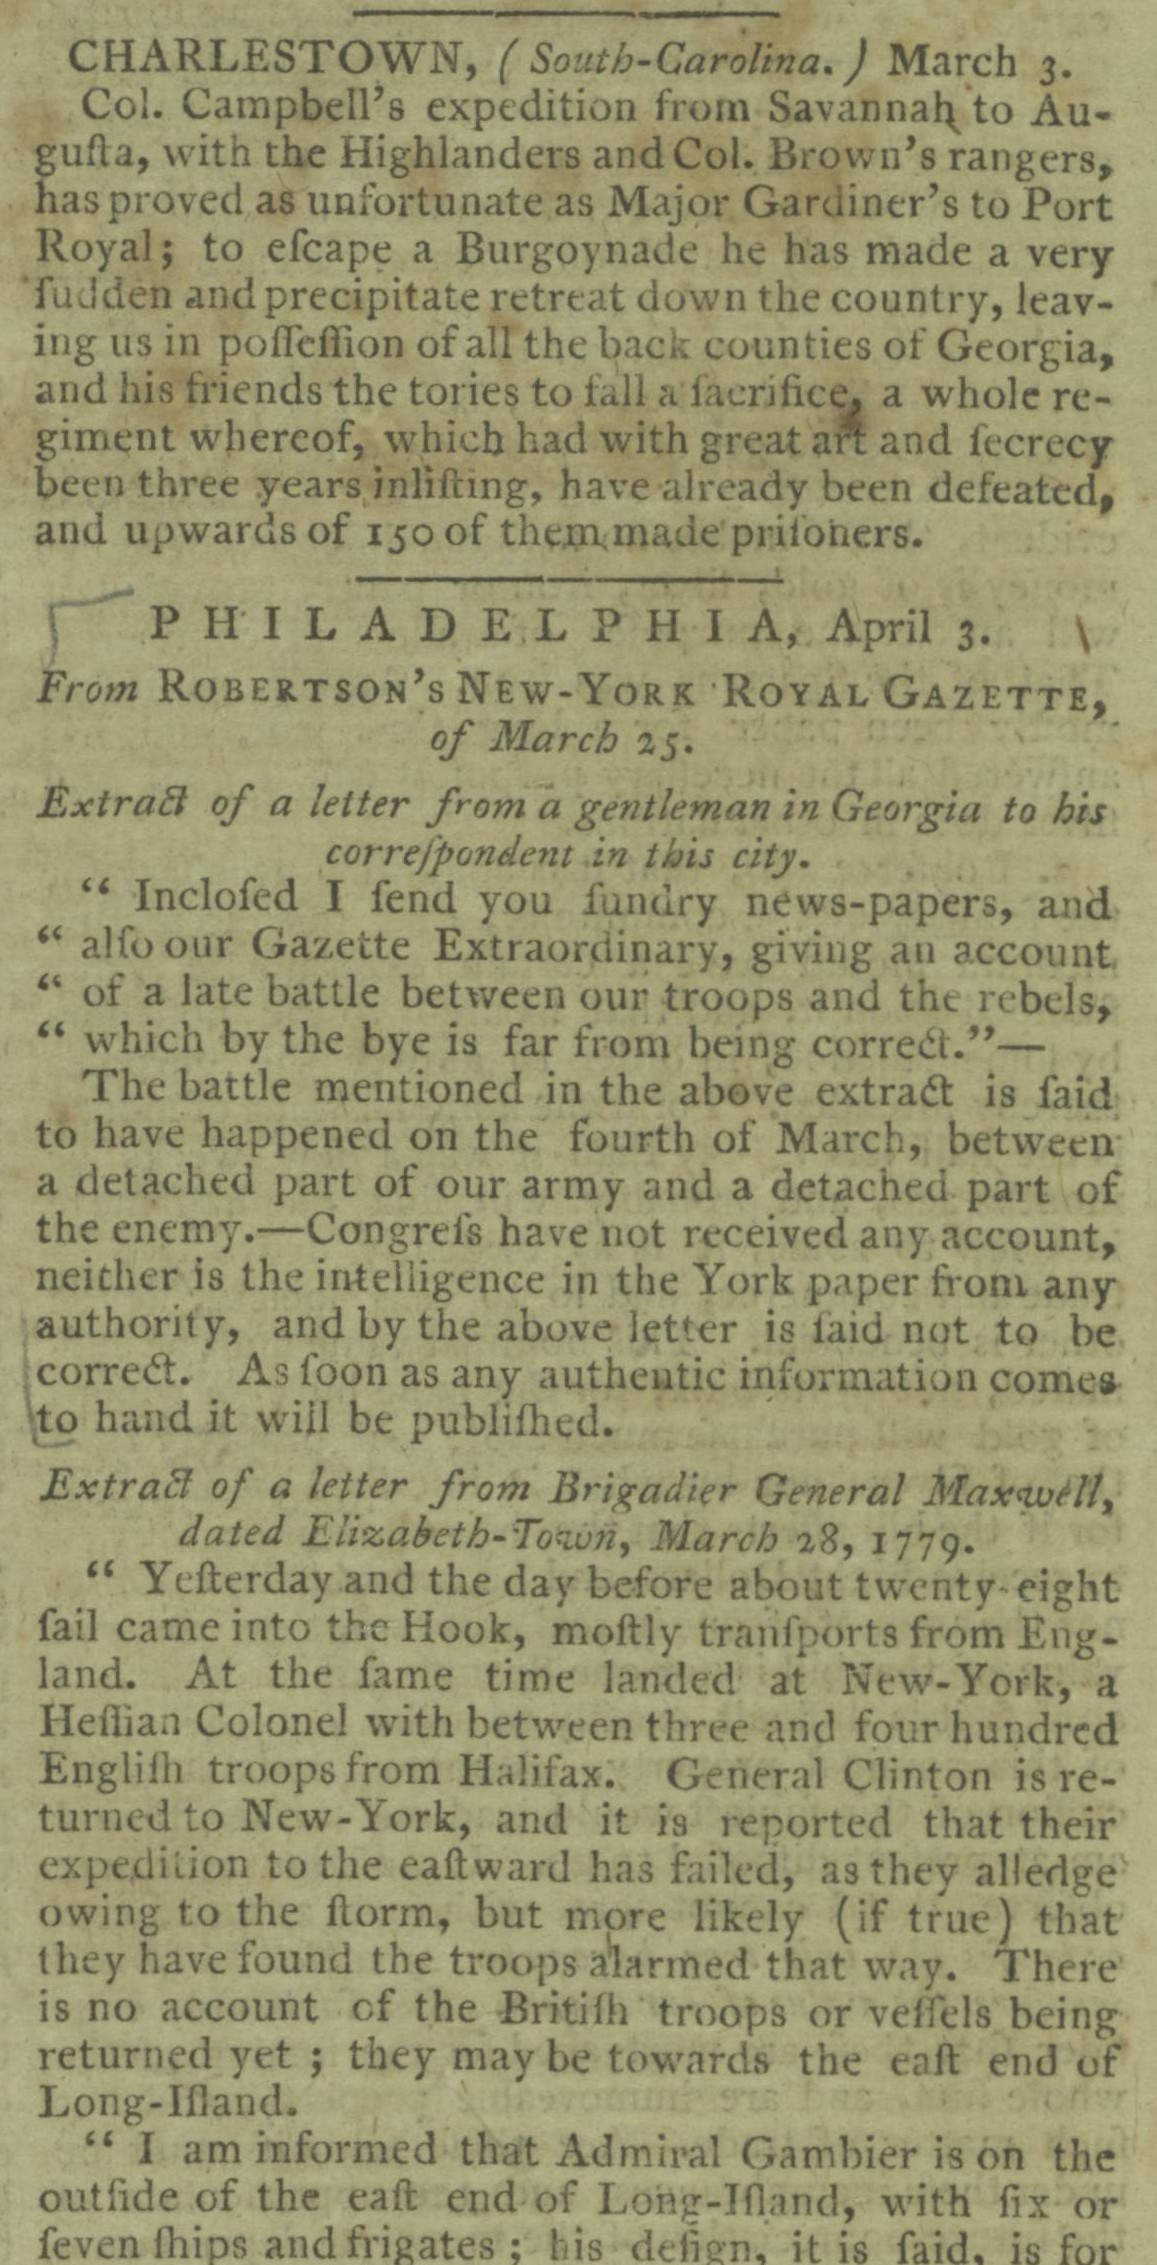 CHARLESTOWN, (South-Carolina.) March 3.
Col. Campbell's expedition from Savannah to Au-
guſta, with the Highlanders and Col. Brown's rangers,
has proved as unfortunate as Major Gardiner's to Port
Royal; to eſcape a Burgoynade he has made a very
ſudden and precipitate retreat down the country, leav-
ing us in poſſeſſion of all the back counties of Georgia,
and his friends the tories to fall a ſacrifice, a whole re-
giment whereof, which had with great art and ſecrecy
been three years inliſting, have already been defeated,
and upwards of 150 of them made priſoners.
PHILADELPHIA, April 3.
From ROBERTSON'S NEW-YORK ROYAL GAZETTE,
of March 25.
Extract of a letter from a gentleman in Georgia to his
correſpondent in this city.
“ Incloſed I ſend you ſundry news-papers, and
“ alſo our Gazette Extraordinary, giving an account
“ of a late battle between our troops and the rebels,
“ which by the bye is far from being correct.”—
The battle mentioned in the above extract is ſaid
to have happened on the fourth of March, between
a detached part of our army and a detached part of
the enemy.—Congreſs have not received any account,
neither is the intelligence in the York paper from any
authority, and by the above letter is ſaid not to be
correct. As ſoon as any authentic information comes
to hand it will be publiſhed.
Extract of a letter from Brigadier General Maxwell,
dated Elizabeth-Town, March 28, 1779.
“ Yeſterday and the day before about twenty-eight
ſail came into the Hook, moſtly tranſports from Eng-
land. At the ſame time landed at New-York, a
Heſſian Colonel with between three and four hundred
Engliſh troops from Halifax. General Clinton is re-
turned to New-York, and it is reported that their
expedition to the eaſtward has failed, as they alledge
owing to the ſtorm, but more likely (if true) that
they have found the troops alarmed that way. There
is no account of the Britiſh troops or veſſels being
returned yet ; they may be towards the eaſt end of
Long-Iſland.
“ I am informed that Admiral Gambier is on the
outſide of the eaſt end of Long-Iſland, with ſix or
ſeven ſhips and frigates ; his deſign, it is ſaid, is for